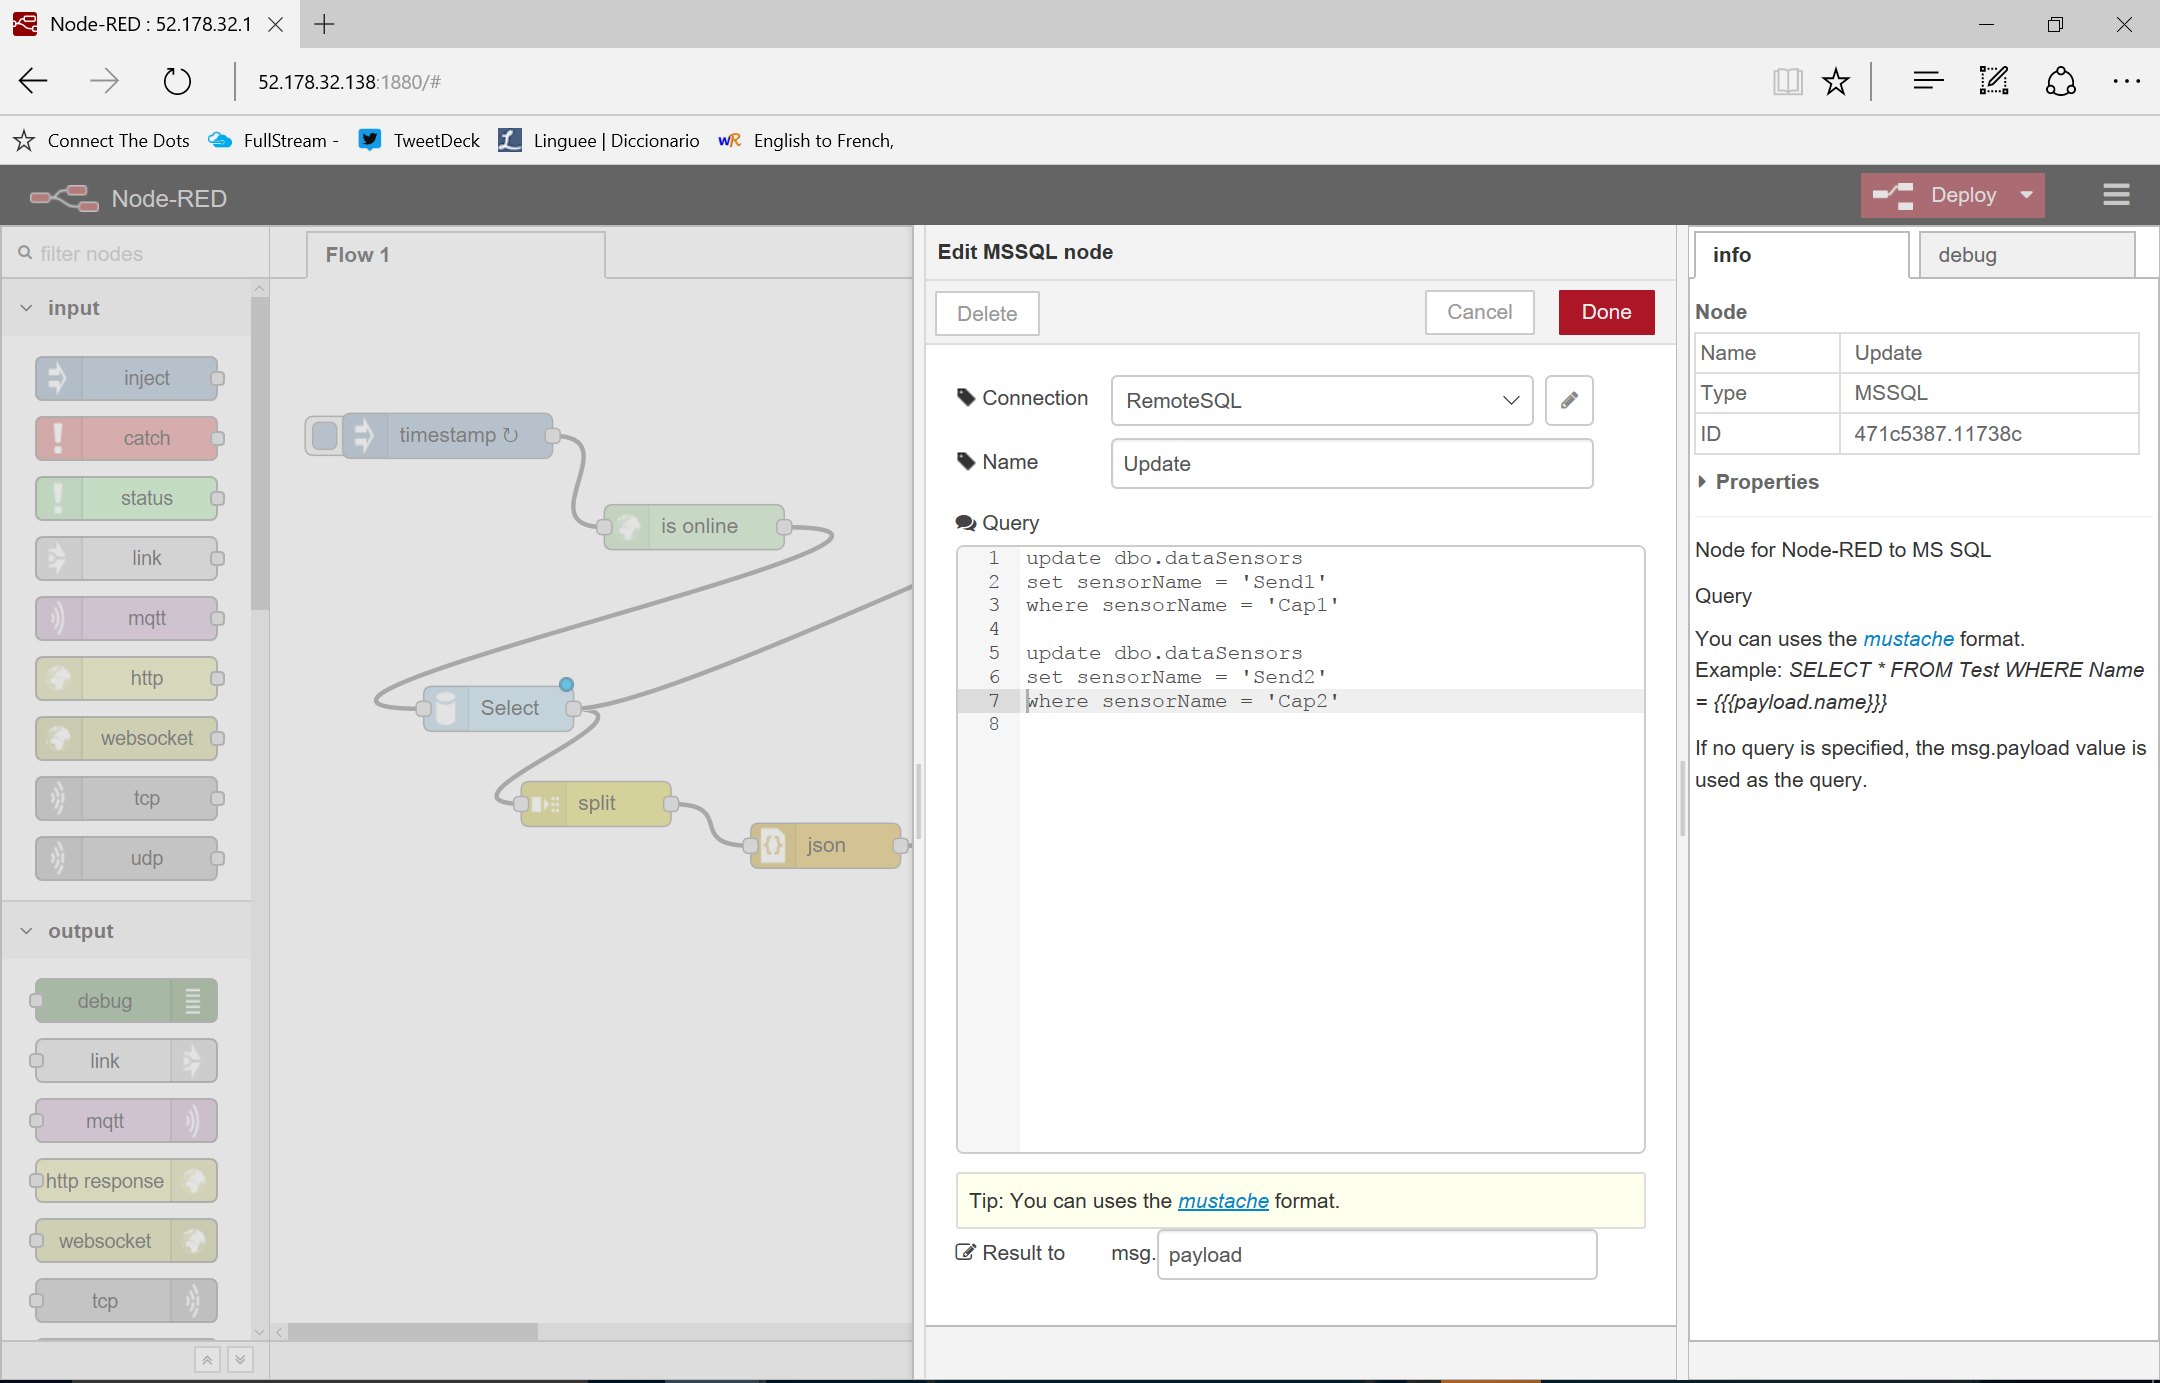 Node-RED : 52.178.32.1
52.178.32.138:1880/#
Connect The Dots
FullStream -
TweetDeck
Linguee | Diccionario
English to French,
Node-RED
Deploy
filter nodes
input
inject
catch
status
link
mqtt
http
websocket
tcp
udp
output
debug
link
mqtt
http response
websocket
tcp
Flow 1
timestamp ↻
is online
Select
split
json
Edit MSSQL node
Delete
Cancel
Done
Connection
RemoteSQL
Name
Update
Query
1 update dbo.dataSensors
2 set sensorName = 'Send1'
3 where sensorName = 'Cap1'
4
5 update dbo.dataSensors
6 set sensorName = 'Send2'
7 where sensorName = 'Cap2'
8
Tip: You can uses the mustache format.
Result to msg. payload
info
debug
Node
Name Update
Type MSSQL
ID 471c5387.11738c
Properties
Node for Node-RED to MS SQL
Query
You can uses the mustache format.
Example: SELECT * FROM Test WHERE Name
= {{{payload.name}}}
If no query is specified, the msg.payload value is
used as the query.